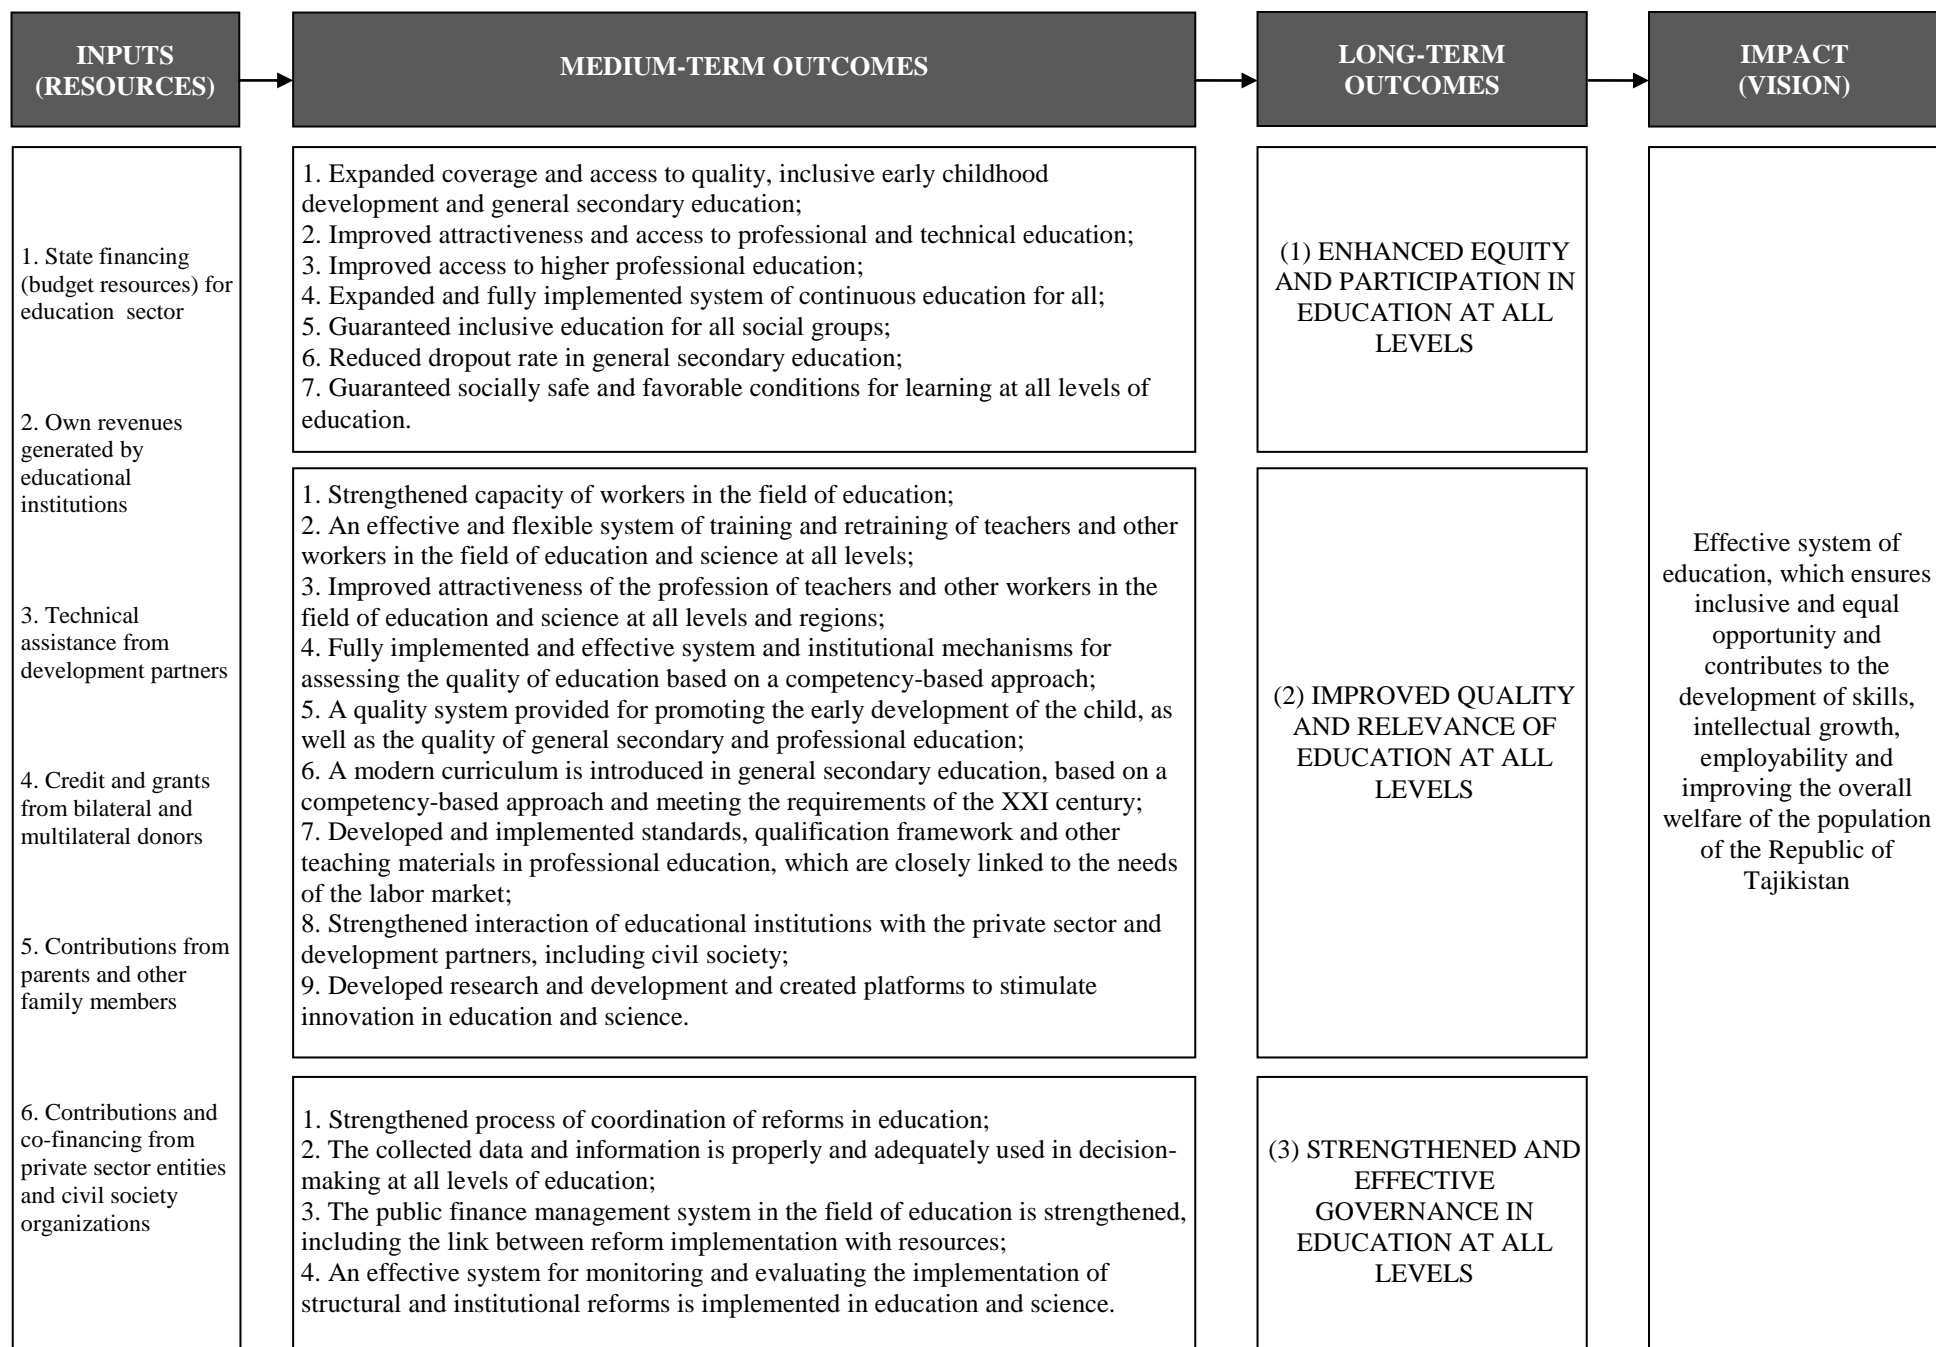 INPUTS
(RESOURCES)
MEDIUM-TERM OUTCOMES
LONG-TERM
OUTCOMES
IMPACT
(VISION)
1. State financing
(budget resources) for
education sector
2. Own revenues
generated by
educational
institutions
3. Technical
assistance from
development partners
4. Credit and grants
from bilateral and
multilateral donors
5. Contributions from
parents and other
family members
6. Contributions and
co-financing from
private sector entities
and civil society
organizations
1. Expanded coverage and access to quality, inclusive early childhood
development and general secondary education;
2. Improved attractiveness and access to professional and technical education;
3. Improved access to higher professional education;
4. Expanded and fully implemented system of continuous education for all;
5. Guaranteed inclusive education for all social groups;
6. Reduced dropout rate in general secondary education;
7. Guaranteed socially safe and favorable conditions for learning at all levels of
education.
1. Strengthened capacity of workers in the field of education;
2. An effective and flexible system of training and retraining of teachers and other
workers in the field of education and science at all levels;
3. Improved attractiveness of the profession of teachers and other workers in the
field of education and science at all levels and regions;
4. Fully implemented and effective system and institutional mechanisms for
assessing the quality of education based on a competency-based approach;
5. A quality system provided for promoting the early development of the child, as
well as the quality of general secondary and professional education;
6. A modern curriculum is introduced in general secondary education, based on a
competency-based approach and meeting the requirements of the XXI century;
7. Developed and implemented standards, qualification framework and other
teaching materials in professional education, which are closely linked to the needs
of the labor market;
8. Strengthened interaction of educational institutions with the private sector and
development partners, including civil society;
9. Developed research and development and created platforms to stimulate
innovation in education and science.
1. Strengthened process of coordination of reforms in education;
2. The collected data and information is properly and adequately used in decision-
making at all levels of education;
3. The public finance management system in the field of education is strengthened,
including the link between reform implementation with resources;
4. An effective system for monitoring and evaluating the implementation of
structural and institutional reforms is implemented in education and science.
(1) ENHANCED EQUITY
AND PARTICIPATION IN
EDUCATION AT ALL
LEVELS
(2) IMPROVED QUALITY
AND RELEVANCE OF
EDUCATION AT ALL
LEVELS
(3) STRENGTHENED AND
EFFECTIVE
GOVERNANCE IN
EDUCATION AT ALL
LEVELS
Effective system of
education, which ensures
inclusive and equal
opportunity and
contributes to the
development of skills,
intellectual growth,
employability and
improving the overall
welfare of the population
of the Republic of
Tajikistan